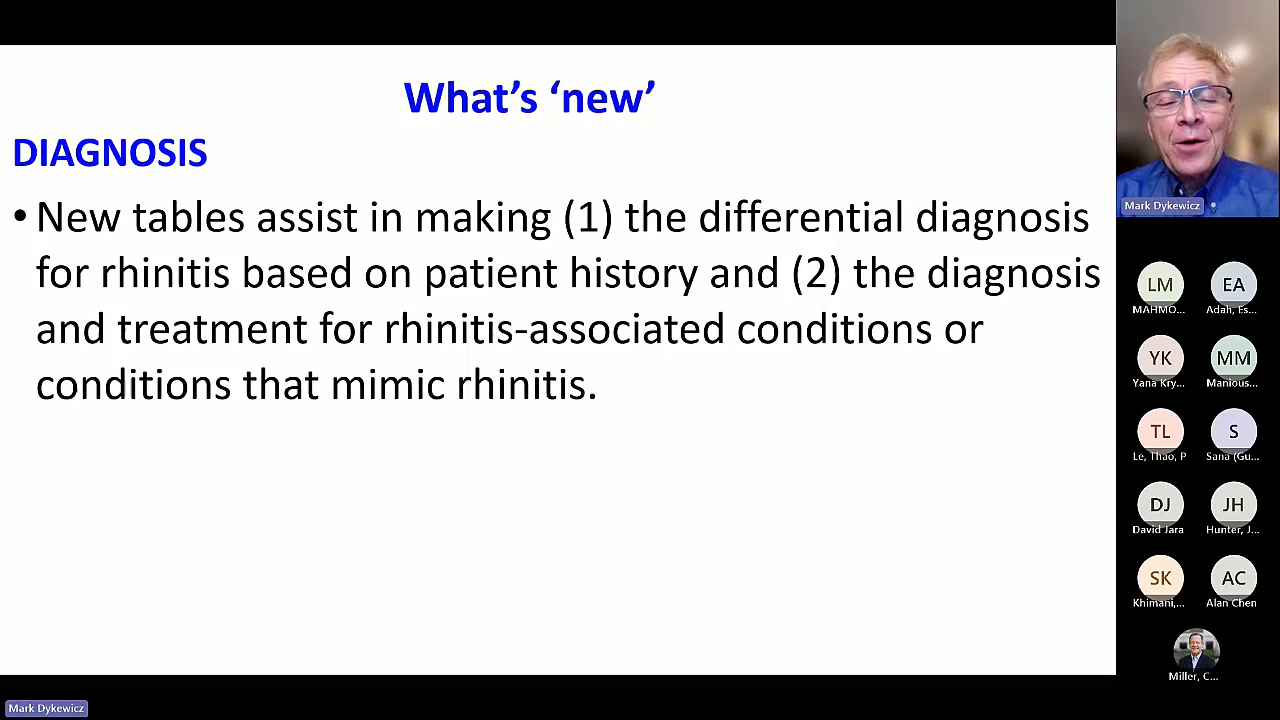 What's ‘new’
DIAGNOSIS
• New tables assist in making (1) the differential diagnosis
for rhinitis based on patient history and (2) the diagnosis
and treatment for rhinitis-associated conditions or
conditions that mimic rhinitis.
Mark Dykewicz
LM
EA
MAHMO...
Adah, Es...
YK
MM
Yana Kry...
Manious...
TL
S
Le, Thao, P
Sana (Gu...
DJ
JH
David Jara
Hunter, J...
SK
AC
Khimani,...
Alan Chen
Miller, C...
Mark Dykewicz